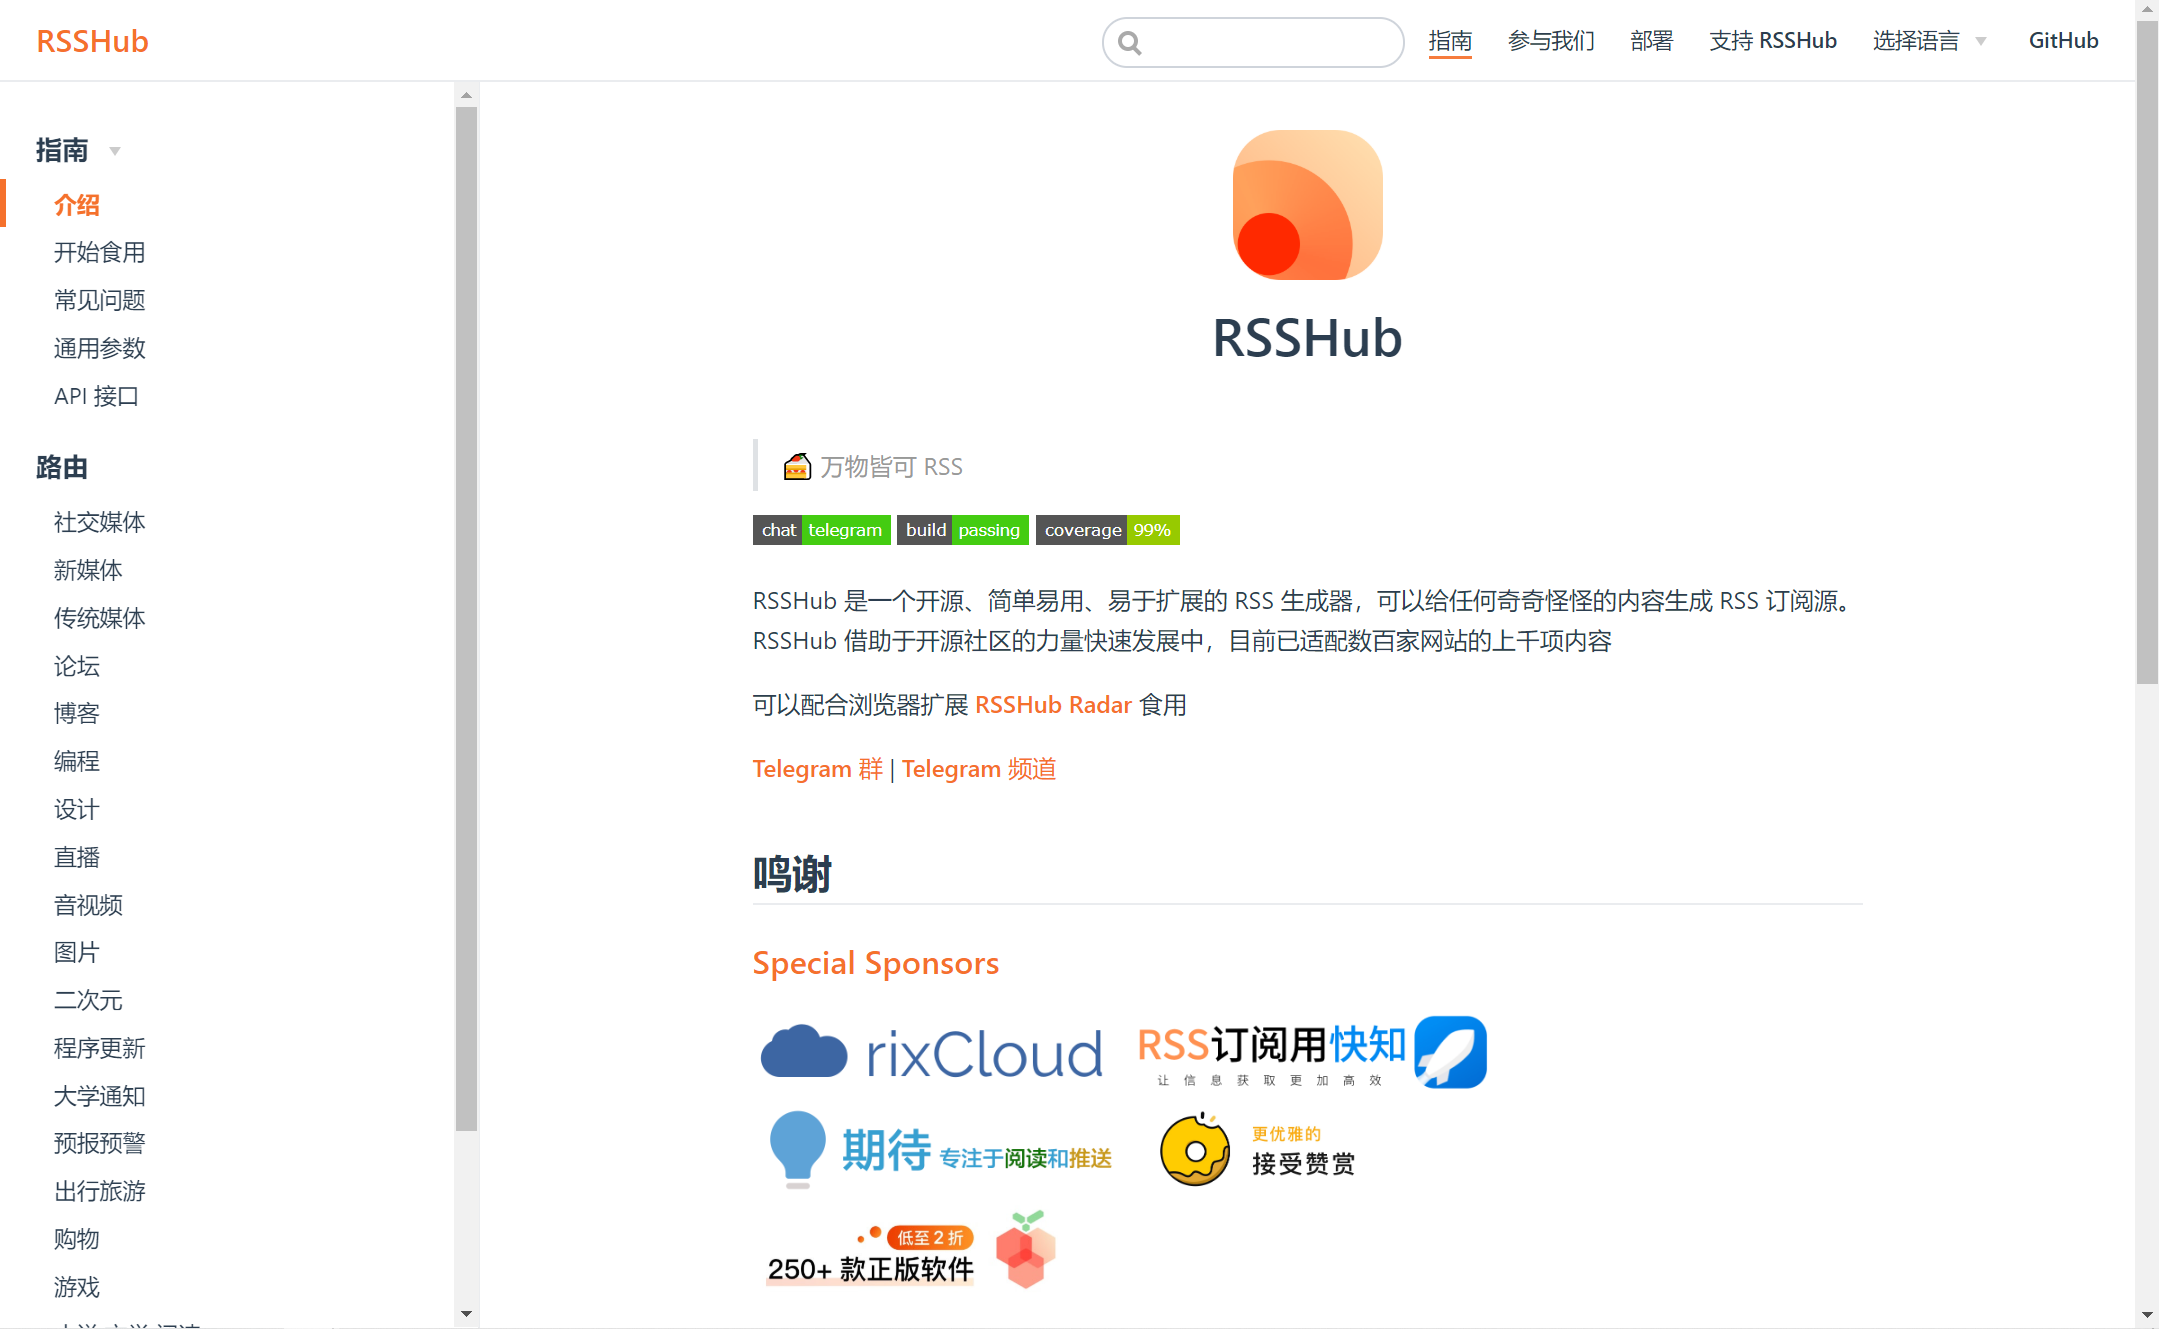 RSSHub
指南
参与我们
部署
支持 RSSHub
选择语言
GitHub
指南
介绍
开始食用
常见问题
通用参数
API 接口
路由
社交媒体
新媒体
传统媒体
论坛
博客
编程
设计
直播
音视频
图片
二次元
程序更新
大学通知
预报预警
出行旅游
购物
游戏
RSSHub
万物皆可 RSS
chat telegram build passing coverage 99%
RSSHub 是一个开源、简单易用、易于扩展的 RSS 生成器，可以给任何奇奇怪怪的内容生成 RSS 订阅源。
RSSHub 借助于开源社区的力量快速发展中，目前已适配数百家网站的上千项内容
可以配合浏览器扩展 RSSHub Radar 食用
Telegram 群 | Telegram 频道
鸣谢
Special Sponsors
rixCloud
RSS订阅用快知
让信息获取更加高效
期待 专注于阅读和推送
更优雅的
接受赞赏
低至 2 折
250+ 款正版软件